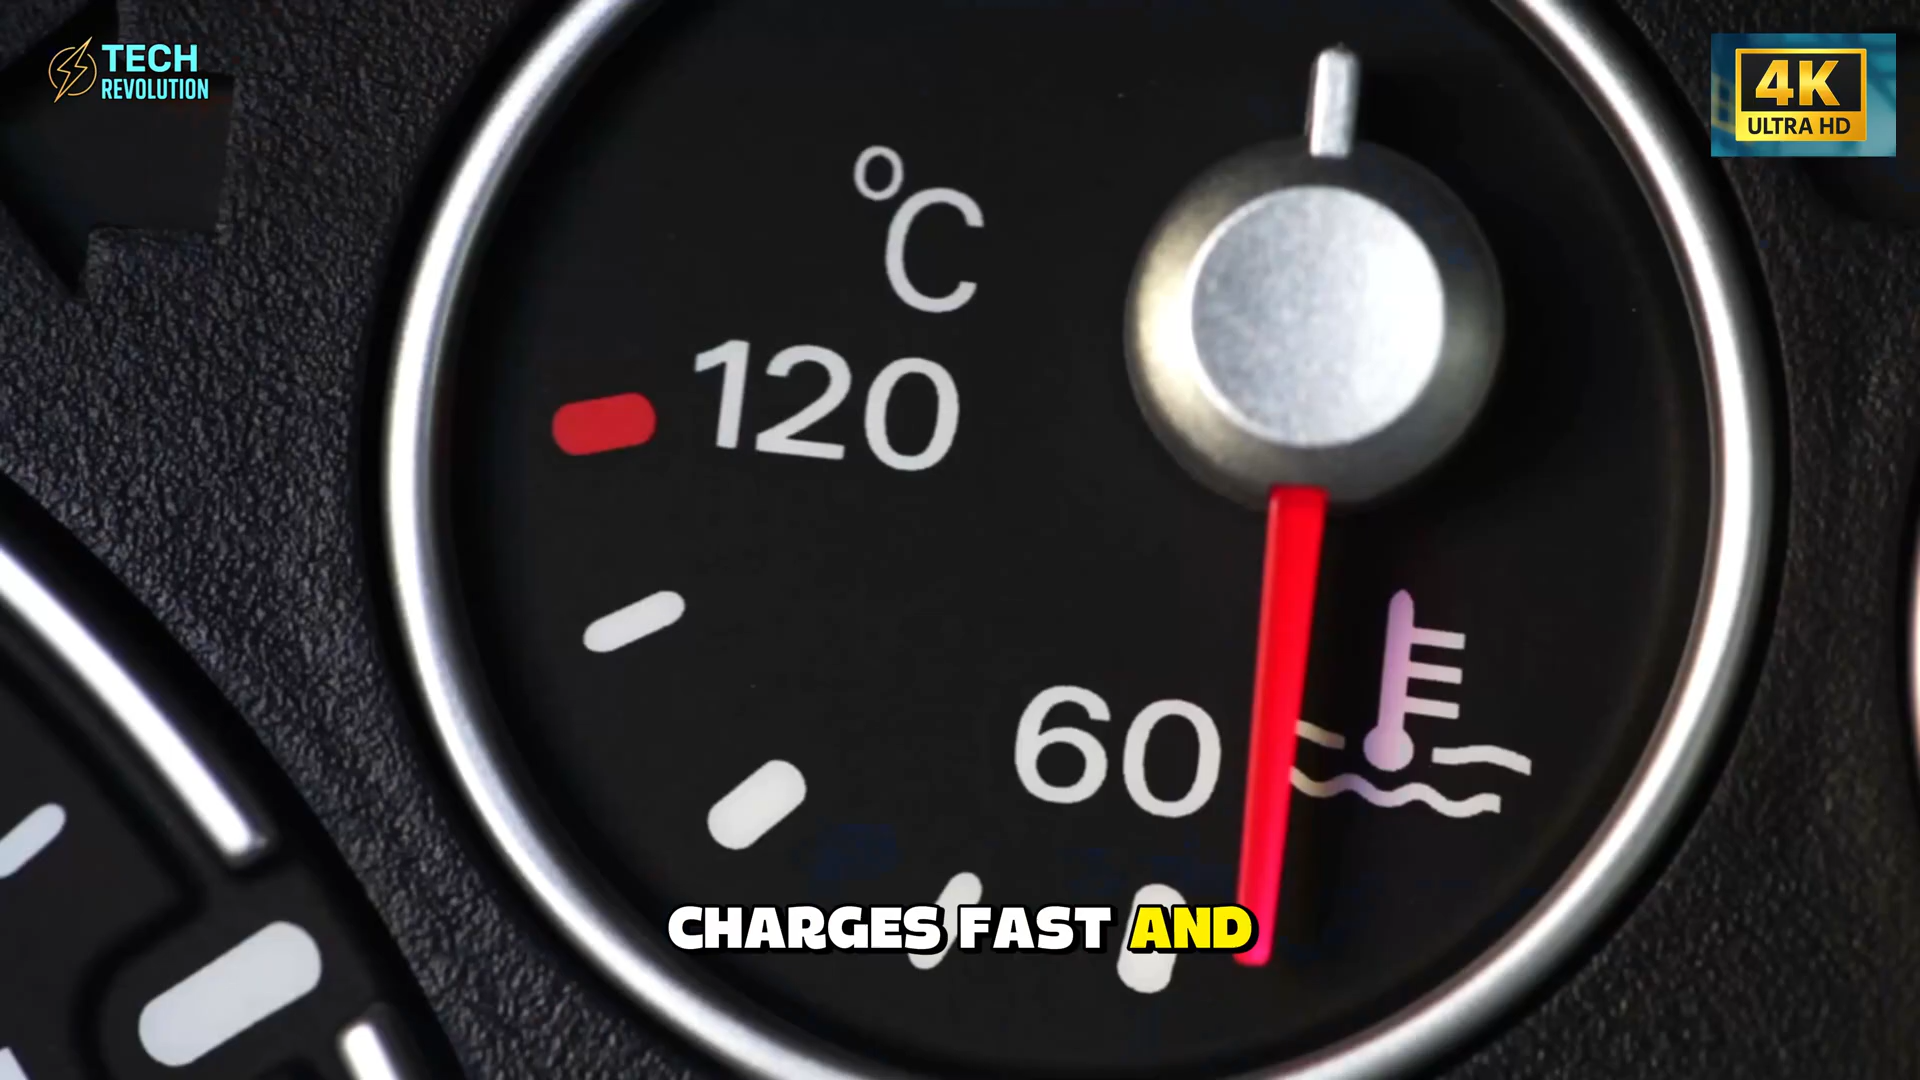 TECH
REVOLUTION
4K
ULTRA HD
°C
120
60
CHARGES FAST AND